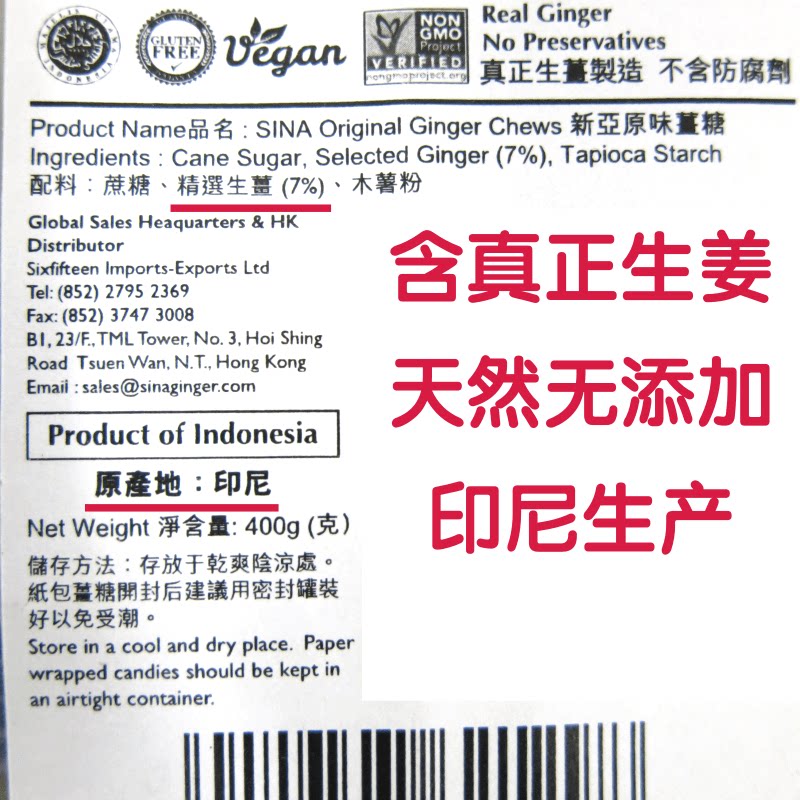 MAJELIS ULAMA
INDONESIA
GLUTEN
FREE
Vegan
NON
GMO
Project
VERIFIED
nongmoproject.org
Real Ginger
No Preservatives
真正生薑製造 不含防腐劑
Product Name品名 : SINA Original Ginger Chews 新亞原味薑糖
Ingredients : Cane Sugar, Selected Ginger (7%), Tapioca Starch
配料：蔗糖、精選生薑 (7%)、木薯粉
Global Sales Heaquarters & HK
Distributor
Sixfifteen Imports-Exports Ltd
Tel: (852) 2795 2369
Fax: (852) 3747 3008
B1, 23/F., TML Tower, No. 3, Hoi Shing
Road Tsuen Wan, N.T., Hong Kong
Email : sales@sinaginger.com
Product of Indonesia
原產地：印尼
Net Weight 淨含量: 400g (克)
儲存方法：存放于乾爽陰涼處。
紙包薑糖開封后建議用密封罐裝
好以免受潮。
Store in a cool and dry place. Paper
wrapped candies should be kept in
an airtight container.
含真正生姜
天然无添加
印尼生产